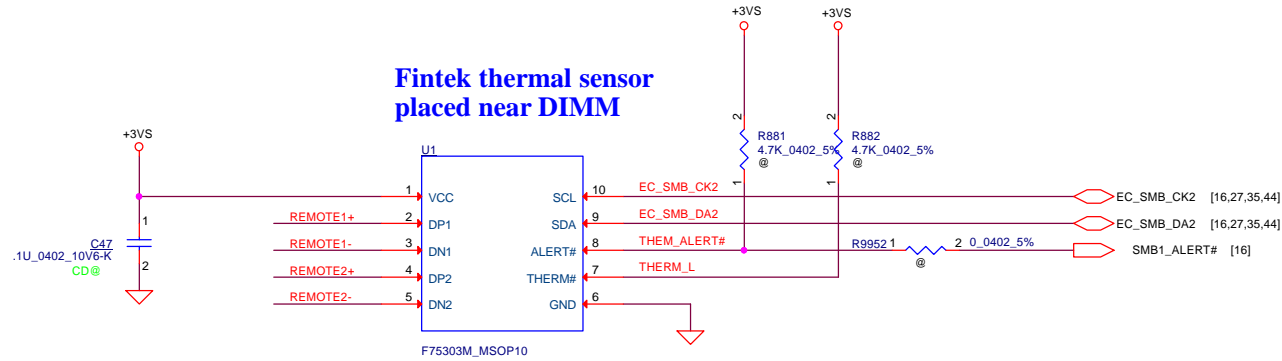 +3VS
+3VS
Fintek thermal sensor
placed near DIMM
2
2
R881
4.7K_0402_5%
@
R882
4.7K_0402_5%
@
+3VS
U1
1
1
1
VCC
SCL
10
EC_SMB_CK2
EC_SMB_CK2 [16,27,35,44]
REMOTE1+
2
DP1
SDA
9
EC_SMB_DA2
EC_SMB_DA2 [16,27,35,44]
1
C47
.1U_0402_10V6-K
CD@
2
REMOTE1-
3
DN1
ALERT#
8
THEM_ALERT#
R9952
1
2
0_0402_5%
@
SMB1_ALERT# [16]
REMOTE2+
4
DP2
THERM#
7
THERM_L
REMOTE2-
5
DN2
GND
6
F75303M_MSOP10